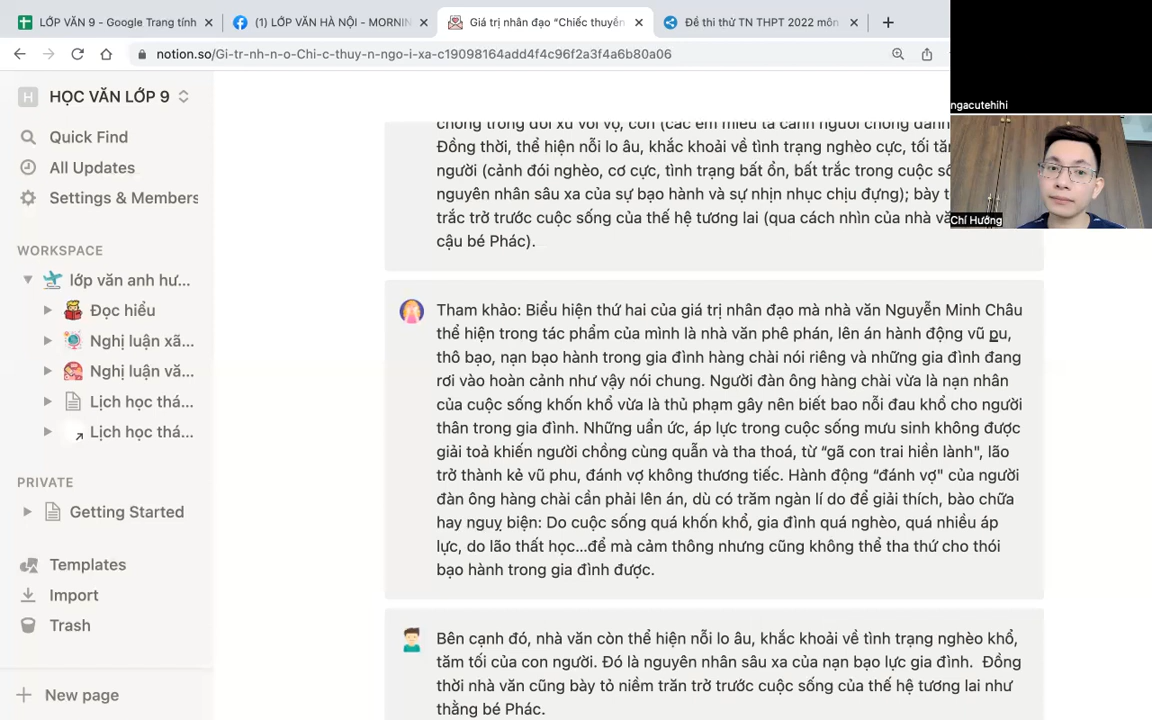 LỚP VĂN 9 - Google Trang tính
(1) LỚP VĂN HÀ NỘI - MORNIN
Giá trị nhân đạo “Chiếc thuyền
Đề thi thử TN THPT 2022 môn
notion.so/Gi-tr-nh-n-o-Chi-c-thuy-n-ngo-i-xa-c19098164add4f4c96f2a3f4a6b80a06
ngacutehihi
Chí Hướng
H HỌC VĂN LỚP 9
Quick Find
All Updates
Settings & Members
WORKSPACE
lớp văn anh hư...
Đọc hiểu
Nghị luận xã...
Nghị luận vă...
Lịch học thá...
Lịch học thá...
PRIVATE
Getting Started
Templates
Import
Trash
New page
chồng trong đối xử với vợ, con (các em miêu tả cảnh người chồng đánh
Đồng thời, thể hiện nỗi lo âu, khắc khoải về tình trạng nghèo cực, tối tăm
người (cảnh đói nghèo, cơ cực, tình trạng bất ổn, bất trắc trong cuộc số
nguyên nhân sâu xa của sự bạo hành và sự nhịn nhục chịu đựng); bày tỏ
trắc trở trước cuộc sống của thế hệ tương lai (qua cách nhìn của nhà vă
cậu bé Phác).
Tham khảo: Biểu hiện thứ hai của giá trị nhân đạo mà nhà văn Nguyễn Minh Châu
thể hiện trong tác phẩm của mình là nhà văn phê phán, lên án hành động vũ pu,
thô bạo, nạn bạo hành trong gia đình hàng chài nói riêng và những gia đình đang
rơi vào hoàn cảnh như vậy nói chung. Người đàn ông hàng chài vừa là nạn nhân
của cuộc sống khốn khổ vừa là thủ phạm gây nên biết bao nỗi đau khổ cho người
thân trong gia đình. Những uẩn ức, áp lực trong cuộc sống mưu sinh không được
giải toả khiến người chồng cùng quẫn và tha thoá, từ “gã con trai hiền lành", lão
trở thành kẻ vũ phu, đánh vợ không thương tiếc. Hành động “đánh vợ" của người
đàn ông hàng chài cần phải lên án, dù có trăm ngàn lí do để giải thích, bào chữa
hay nguỵ biện: Do cuộc sống quá khốn khổ, gia đình quá nghèo, quá nhiều áp
lực, do lão thất học...để mà cảm thông nhưng cũng không thể tha thứ cho thói
bạo hành trong gia đình được.
Bên cạnh đó, nhà văn còn thể hiện nỗi lo âu, khắc khoải về tình trạng nghèo khổ,
tăm tối của con người. Đó là nguyên nhân sâu xa của nạn bạo lực gia đình. Đồng
thời nhà văn cũng bày tỏ niềm trăn trở trước cuộc sống của thế hệ tương lai như
thằng bé Phác.